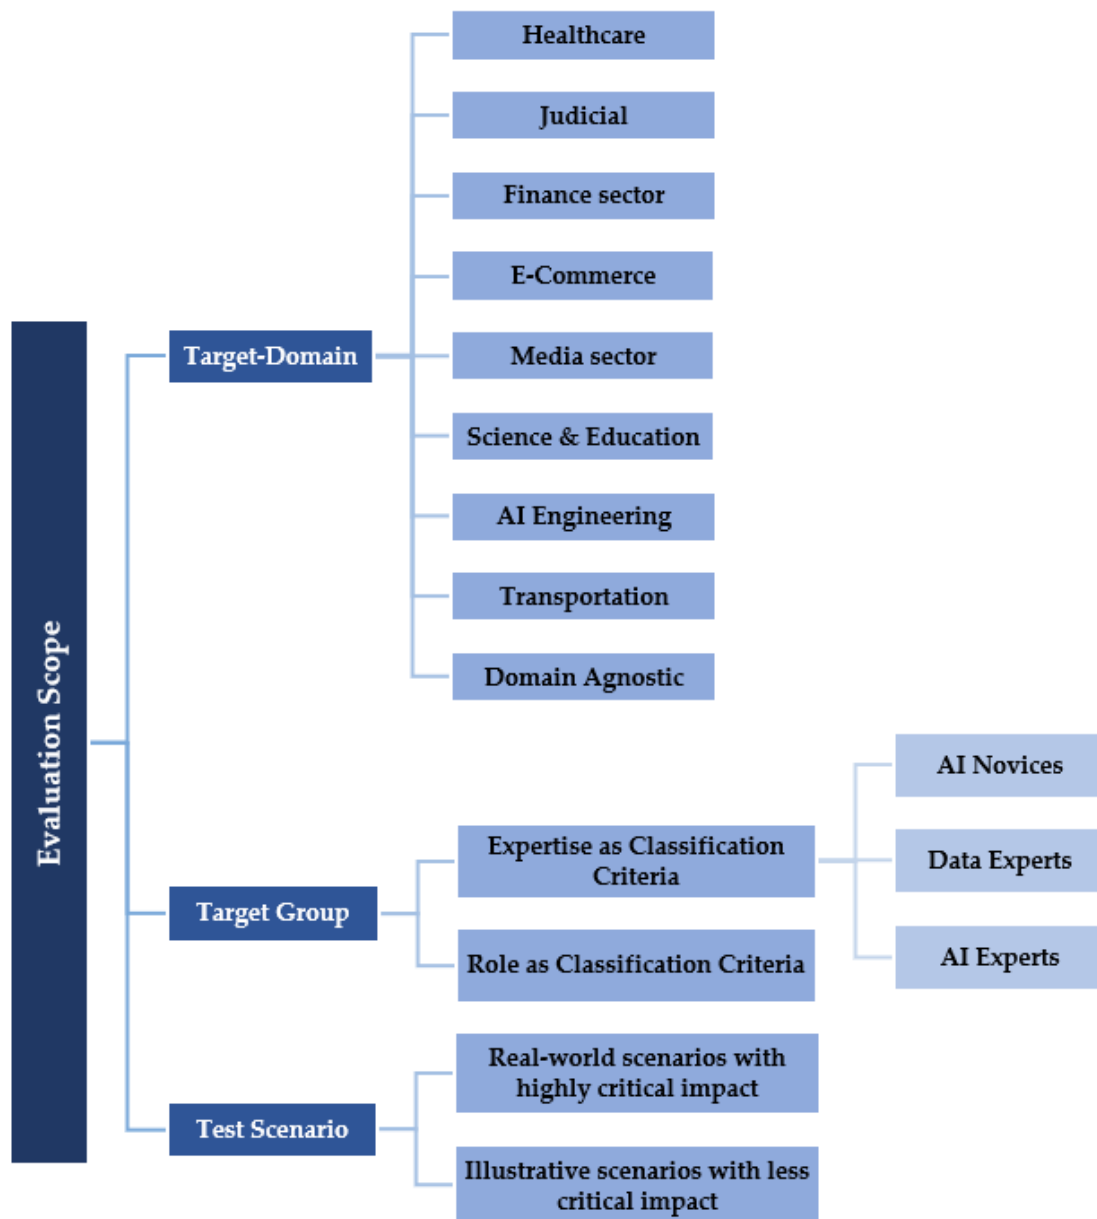 Evaluation Scope
Target-Domain
Healthcare
Judicial
Finance sector
E-Commerce
Media sector
Science & Education
AI Engineering
Transportation
Domain Agnostic
Target Group
Expertise as Classification
Criteria
AI Novices
Data Experts
AI Experts
Role as Classification Criteria
Test Scenario
Real-world scenarios with
highly critical impact
Illustrative scenarios with less
critical impact